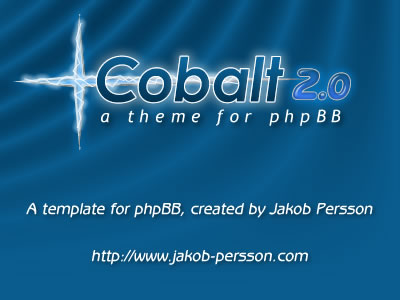 Cobalt 2.0
a theme for phpBB
A template for phpBB, created by Jakob Persson
http://www.jakob-persson.com